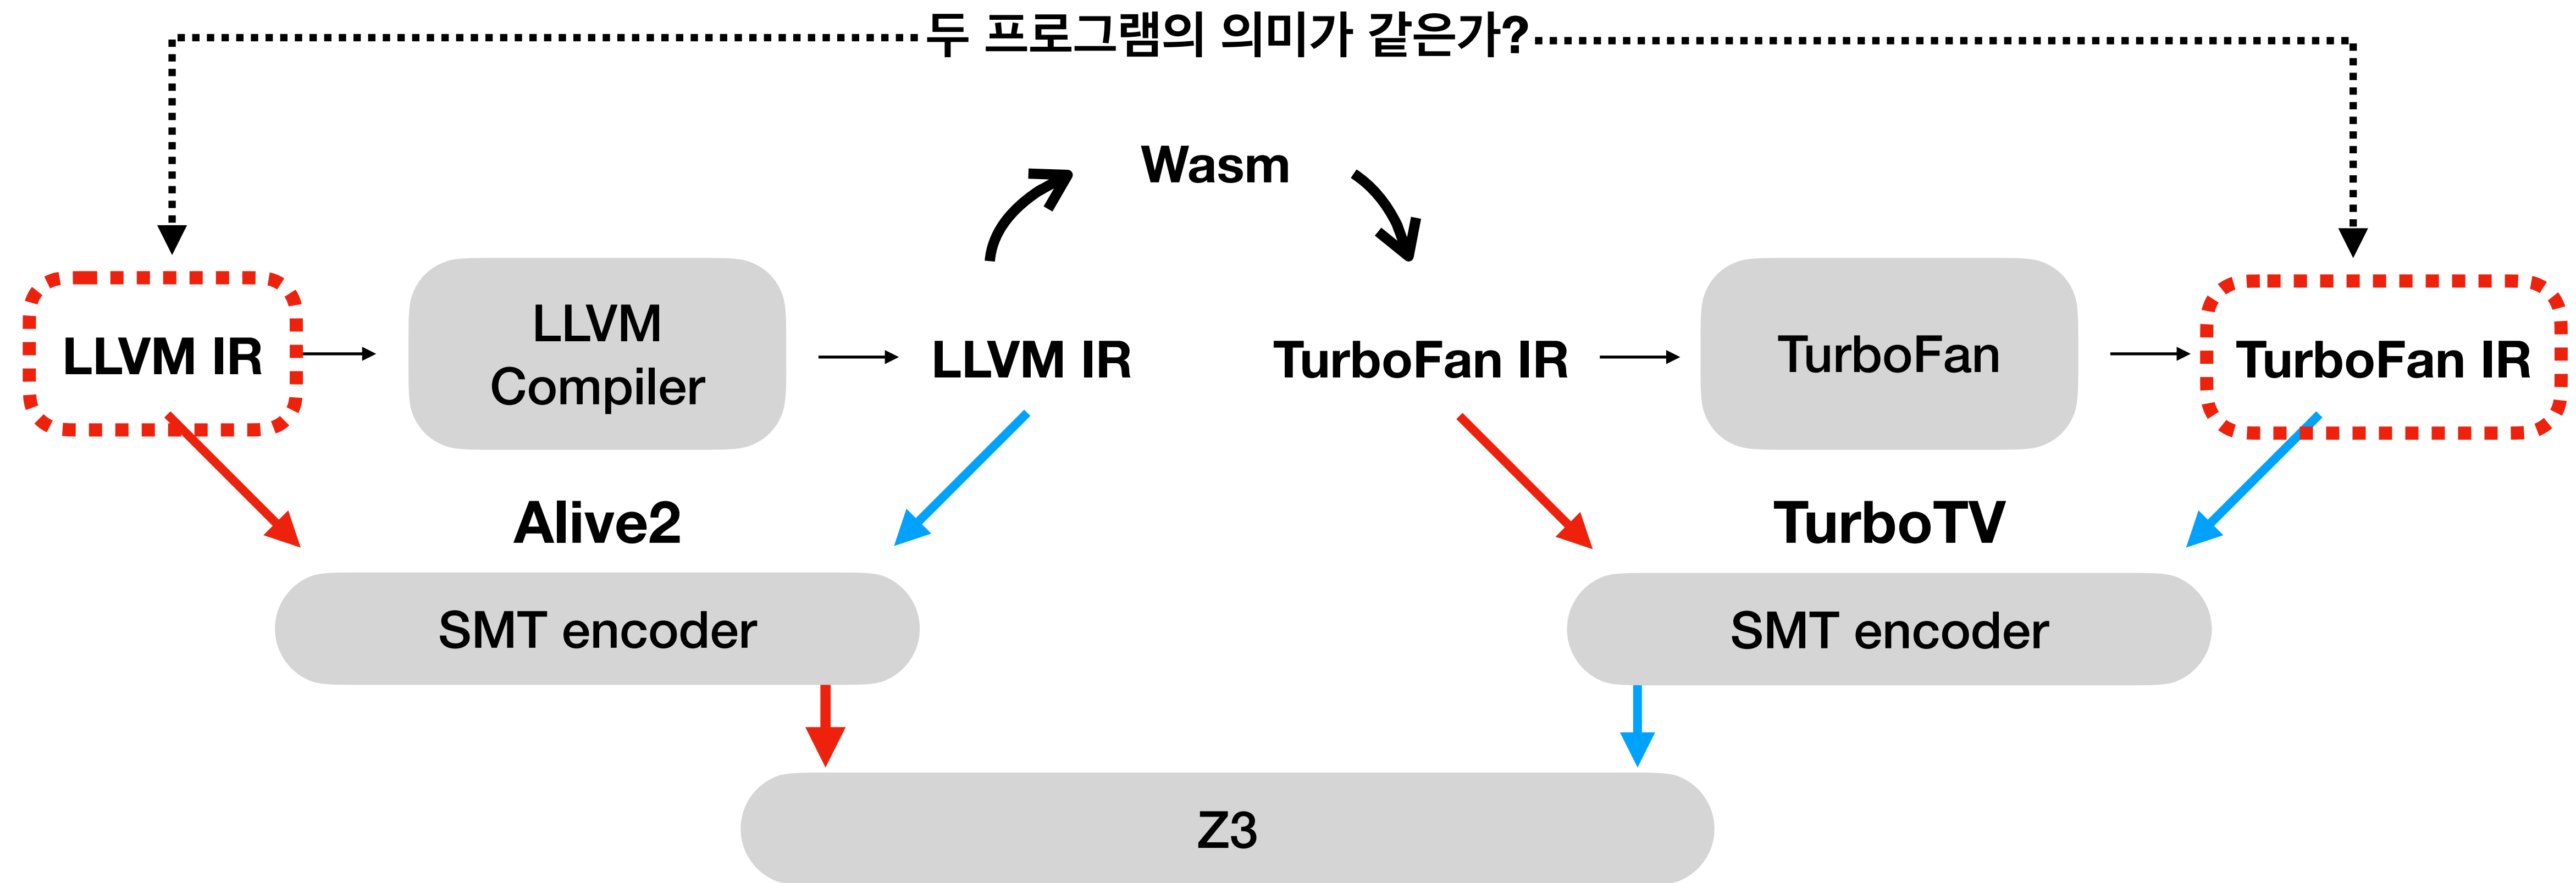 두 프로그램의 의미가 같은가?
Wasm
LLVM IR
LLVM
Compiler
LLVM IR
TurboFan IR
TurboFan
TurboFan IR
Alive2
TurboTV
SMT encoder
SMT encoder
Z3